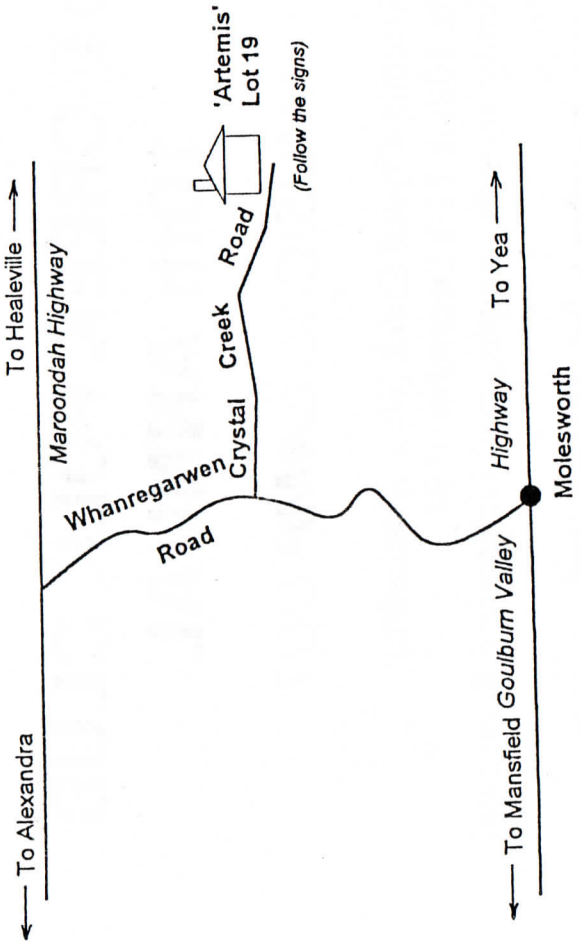 ← To Alexandra
To Healeville →
Maroondah Highway
Whanregarwen
Road
Crystal Creek Road
'Artemis'
Lot 19
(Follow the signs)
← To Mansfield
Goulburn Valley Highway
To Yea →
Molesworth